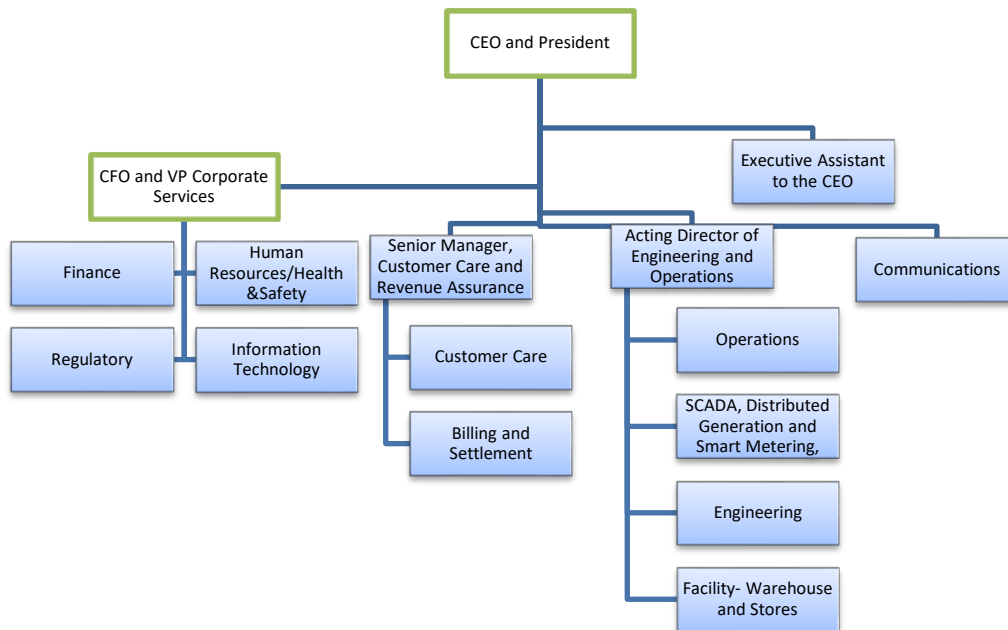 CEO and President
Executive Assistant
to the CEO
CFO and VP Corporate
Services
Finance
Human
Resources/Health
&Safety
Regulatory
Information
Technology
Senior Manager,
Customer Care and
Revenue Assurance
Customer Care
Billing and
Settlement
Acting Director of
Engineering and
Operations
Operations
SCADA, Distributed
Generation and
Smart Metering,
Engineering
Facility- Warehouse
and Stores
Communications